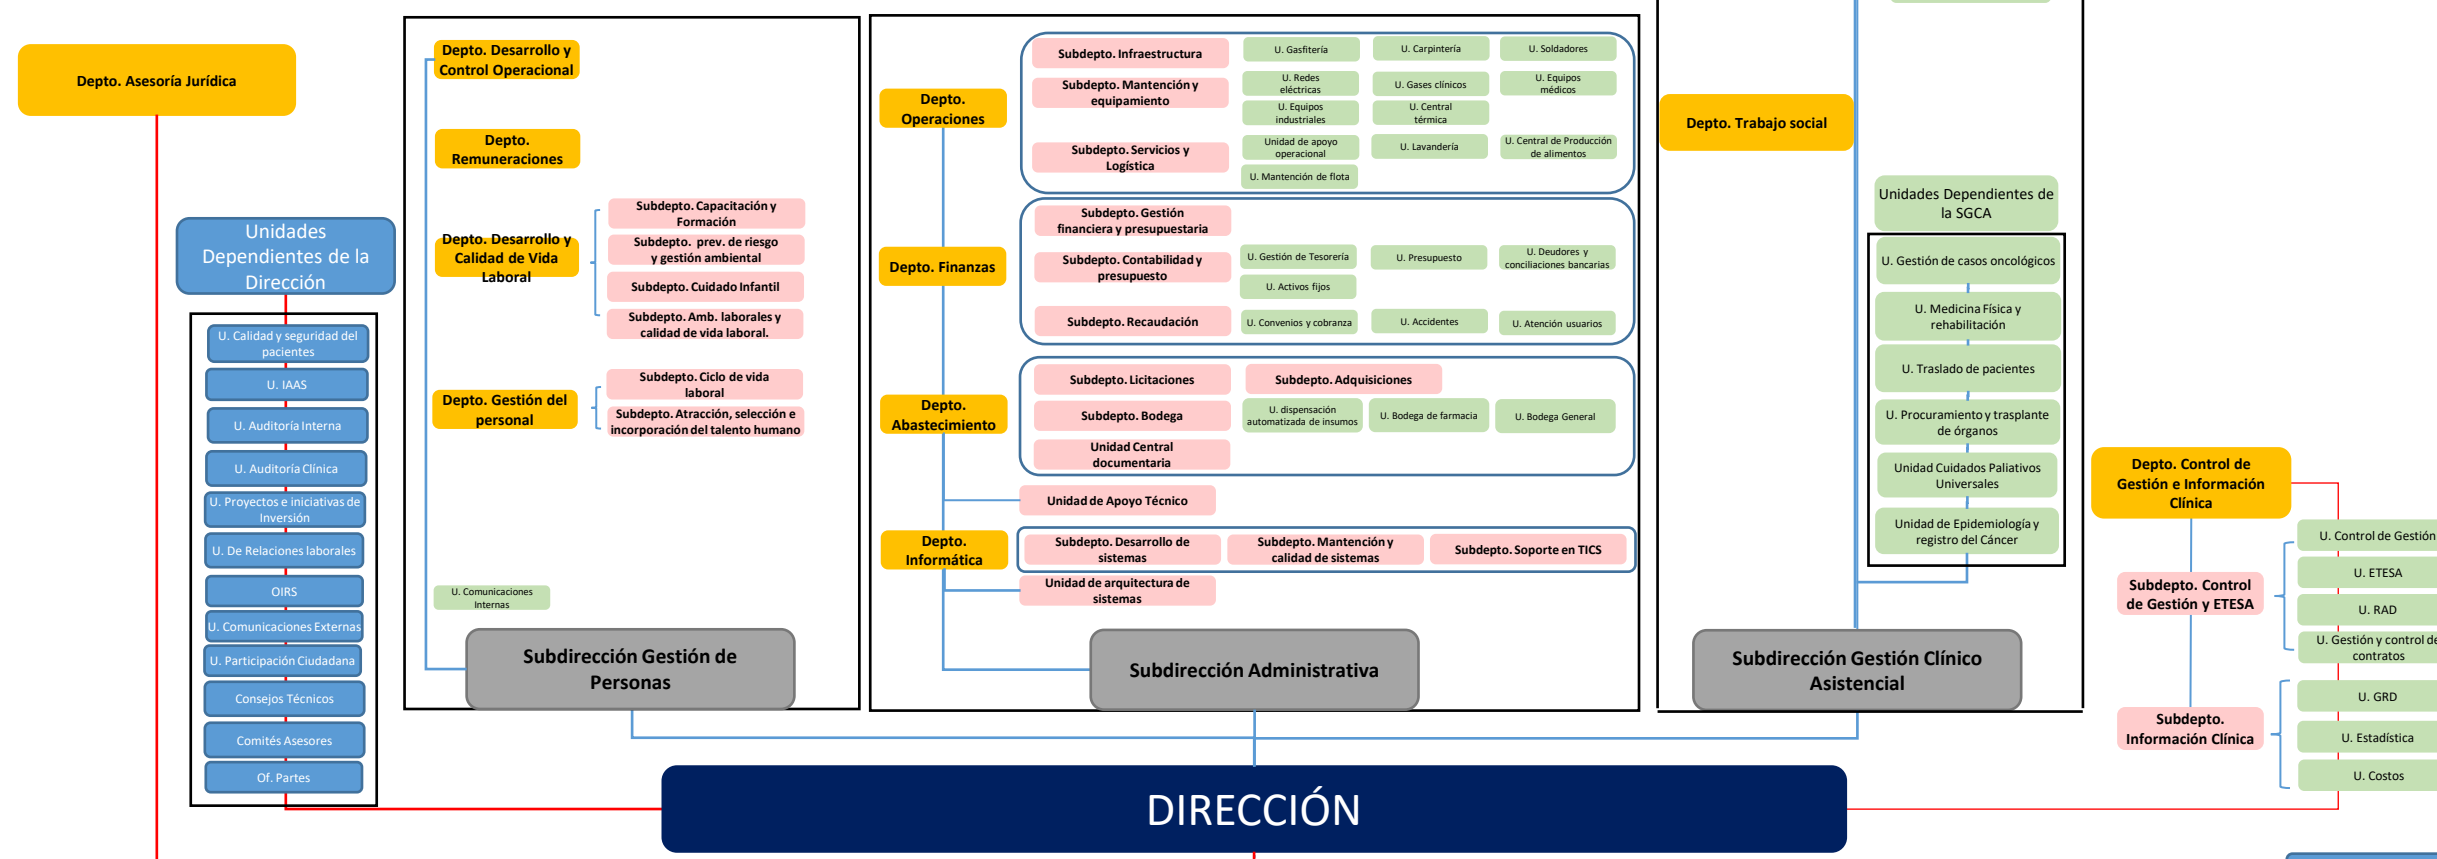 Depto. Asesoría Jurídica
Unidades
Dependientes de la
Dirección
U. Calidad y seguridad del
pacientes
U. IAAS
U. Auditoría Interna
U. Auditoría Clínica
U. Proyectos e iniciativas de
Inversión
U. De Relaciones laborales
OIRS
U. Comunicaciones Externas
U. Participación Ciudadana
Consejos Técnicos
Comités Asesores
Of. Partes
Depto. Desarrollo y
Control Operacional
Depto.
Remuneraciones
Depto. Desarrollo y
Calidad de Vida
Laboral
Subdepto. Capacitación y
Formación
Subdepto. prev. de riesgo
y gestión ambiental
Subdepto. Cuidado Infantil
Subdepto. Amb. laborales y
calidad de vida laboral.
Depto. Gestión del
personal
Subdepto. Ciclo de vida
laboral
Subdepto. Atracción, selección e
incorporación del talento humano
U. Comunicaciones
Internas
Subdirección Gestión de
Personas
Depto.
Operaciones
Subdepto. Infraestructura
U. Gasfitería
U. Carpintería
U. Soldadores
Subdepto. Mantención y
equipamiento
U. Redes
eléctricas
U. Gases clínicos
U. Equipos
médicos
U. Equipos
industriales
U. Central
térmica
Subdepto. Servicios y
Logística
Unidad de apoyo
operacional
U. Lavandería
U. Central de Producción
de alimentos
U. Mantención de flota
Depto. Finanzas
Subdepto. Gestión
financiera y presupuestaria
Subdepto. Contabilidad y
presupuesto
U. Gestión de Tesorería
U. Presupuesto
U. Deudores y
conciliaciones bancarias
U. Activos fijos
Subdepto. Recaudación
U. Convenios y cobranza
U. Accidentes
U. Atención usuarios
Depto.
Abastecimiento
Subdepto. Licitaciones
Subdepto. Adquisiciones
Subdepto. Bodega
U. dispensación
automatizada de insumos
U. Bodega de farmacia
U. Bodega General
Unidad Central
documentaria
Unidad de Apoyo Técnico
Depto.
Informática
Subdepto. Desarrollo de
sistemas
Subdepto. Mantención y
calidad de sistemas
Subdepto. Soporte en TICS
Unidad de arquitectura de
sistemas
Subdirección Administrativa
Depto. Trabajo social
Unidades Dependientes de
la SGCA
U. Gestión de casos oncológicos
U. Medicina Física y
rehabilitación
U. Traslado de pacientes
U. Procuramiento y trasplante
de órganos
Unidad Cuidados Paliativos
Universales
Unidad de Epidemiología y
registro del Cáncer
Subdirección Gestión Clínico
Asistencial
Depto. Control de
Gestión e Información
Clínica
Subdepto. Control
de Gestión y ETESA
U. Control de Gestión
U. ETESA
U. RAD
U. Gestión y control de
contratos
Subdepto.
Información Clínica
U. GRD
U. Estadística
U. Costos
DIRECCIÓN